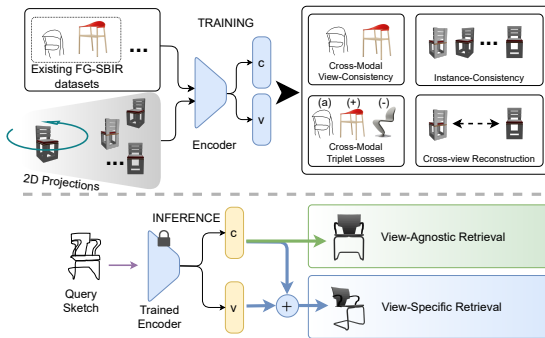 TRAINING
Existing FG-SBIR
datasets
...
2D Projections
...
Encoder
c
v
Cross-Modal
View-Consistency
...
Instance-Consistency
(a) (+) (-)
Cross-Modal
Triplet Losses
Cross-view Reconstruction
INFERENCE
Query
Sketch
Trained
Encoder
c
v
+
View-Agnostic Retrieval
View-Specific Retrieval